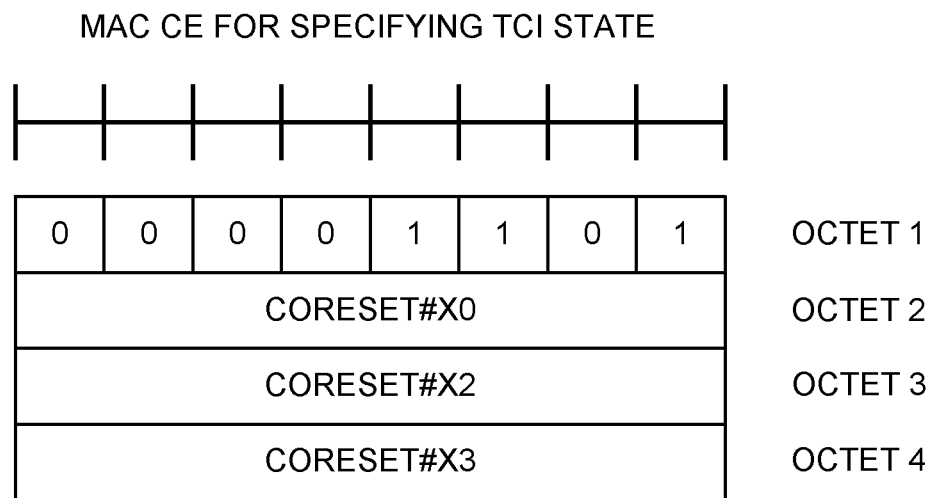 MAC CE FOR SPECIFYING TCI STATE
0 0 0 0 1 1 0 1 OCTET 1
CORESET#X0 OCTET 2
CORESET#X2 OCTET 3
CORESET#X3 OCTET 4